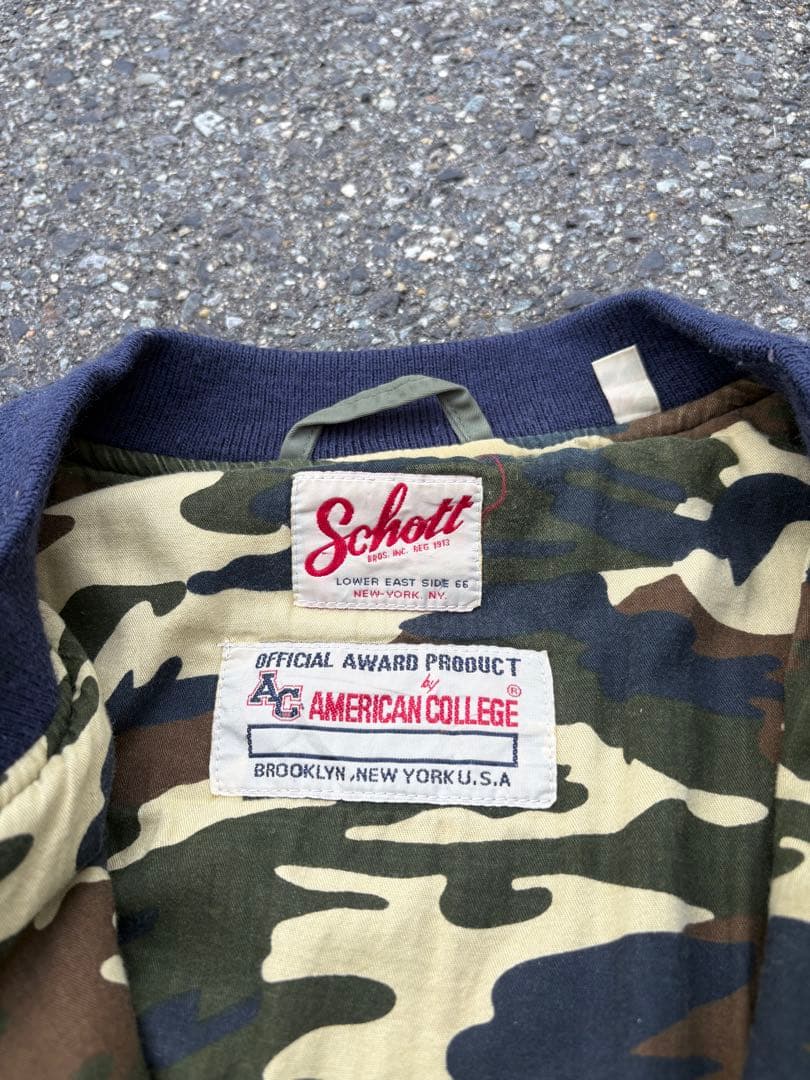 Schott
BROS. INC. REG 1913
LOWER EAST SIDE 66
NEW-YORK, NY.
OFFICIAL AWARD PRODUCT
by
AC AMERICAN COLLEGE ®
BROOKLYN, NEW YORK U.S.A